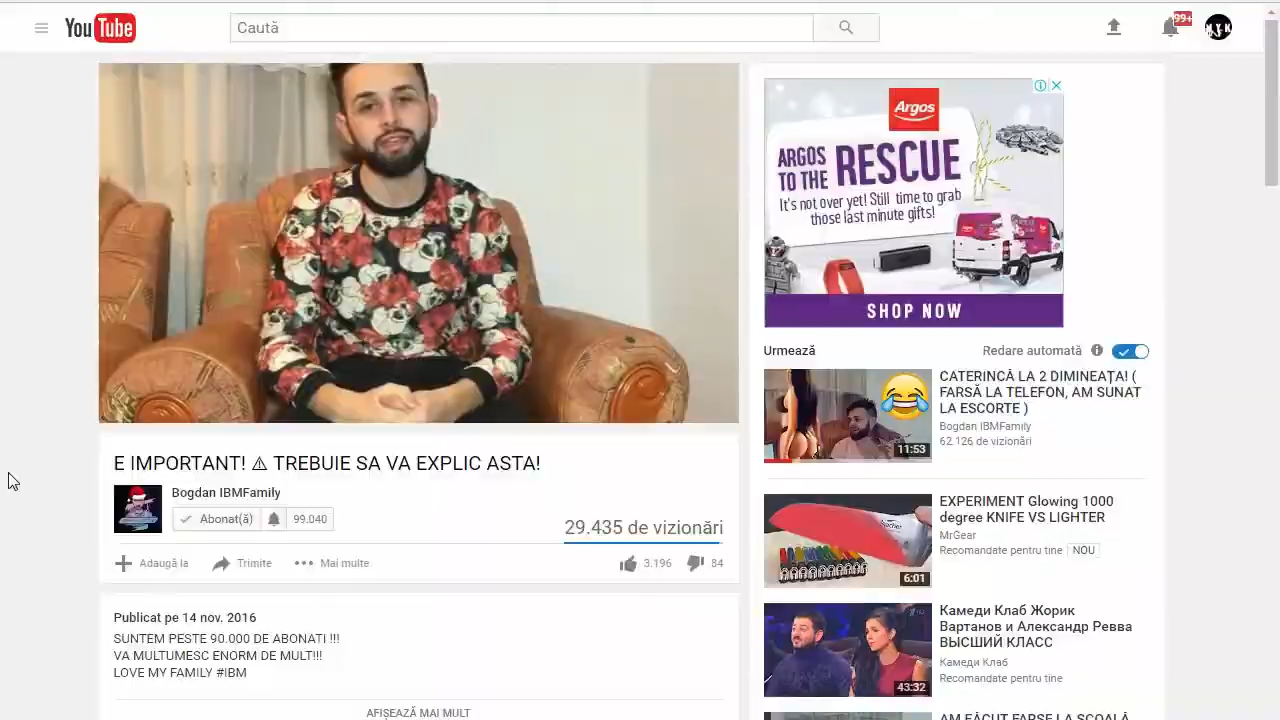 YouTube
Caută
99+
Argos
ARGOS
TO THE RESCUE
It's not over yet! Still time to grab
those last minute gifts!
SHOP NOW
Urmează
Redare automată
CATERINCĂ LA 2 DIMINEAȚA! (
FARSĂ LA TELEFON, AM SUNAT
LA ESCORTE )
Bogdan IBMFamily
62.126 de vizionări
11:53
E IMPORTANT! ⚠ TREBUIE SA VA EXPLIC ASTA!
Bogdan IBMFamily
Abonat(ă)
99.040
29.435 de vizionări
EXPERIMENT Glowing 1000
degree KNIFE VS LIGHTER
MrGear
Recomandate pentru tine NOU
6:01
Adaugă la
Trimite
Mai multe
3.196
84
Камеди Клаб Жорик
Вартанов и Александр Ревва
ВЫСШИЙ КЛАСС
Камеди Клаб
Recomandate pentru tine
43:32
Publicat pe 14 nov. 2016
SUNTEM PESTE 90.000 DE ABONATI !!!
VA MULTUMESC ENORM DE MULT!!!
LOVE MY FAMILY #IBM
AFIȘEAZĂ MAI MULT
AM FĂCUT FARSE LA ȘCOALĂ